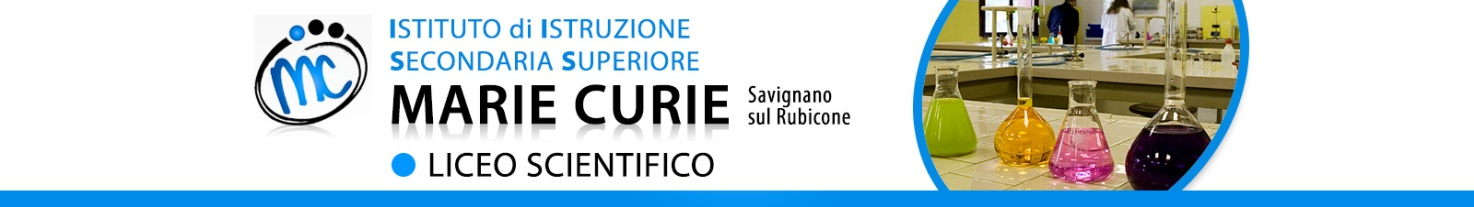 mc
ISTITUTO di ISTRUZIONE
SECONDARIA SUPERIORE
MARIE CURIE
Savignano
sul Rubicone
LICEO SCIENTIFICO